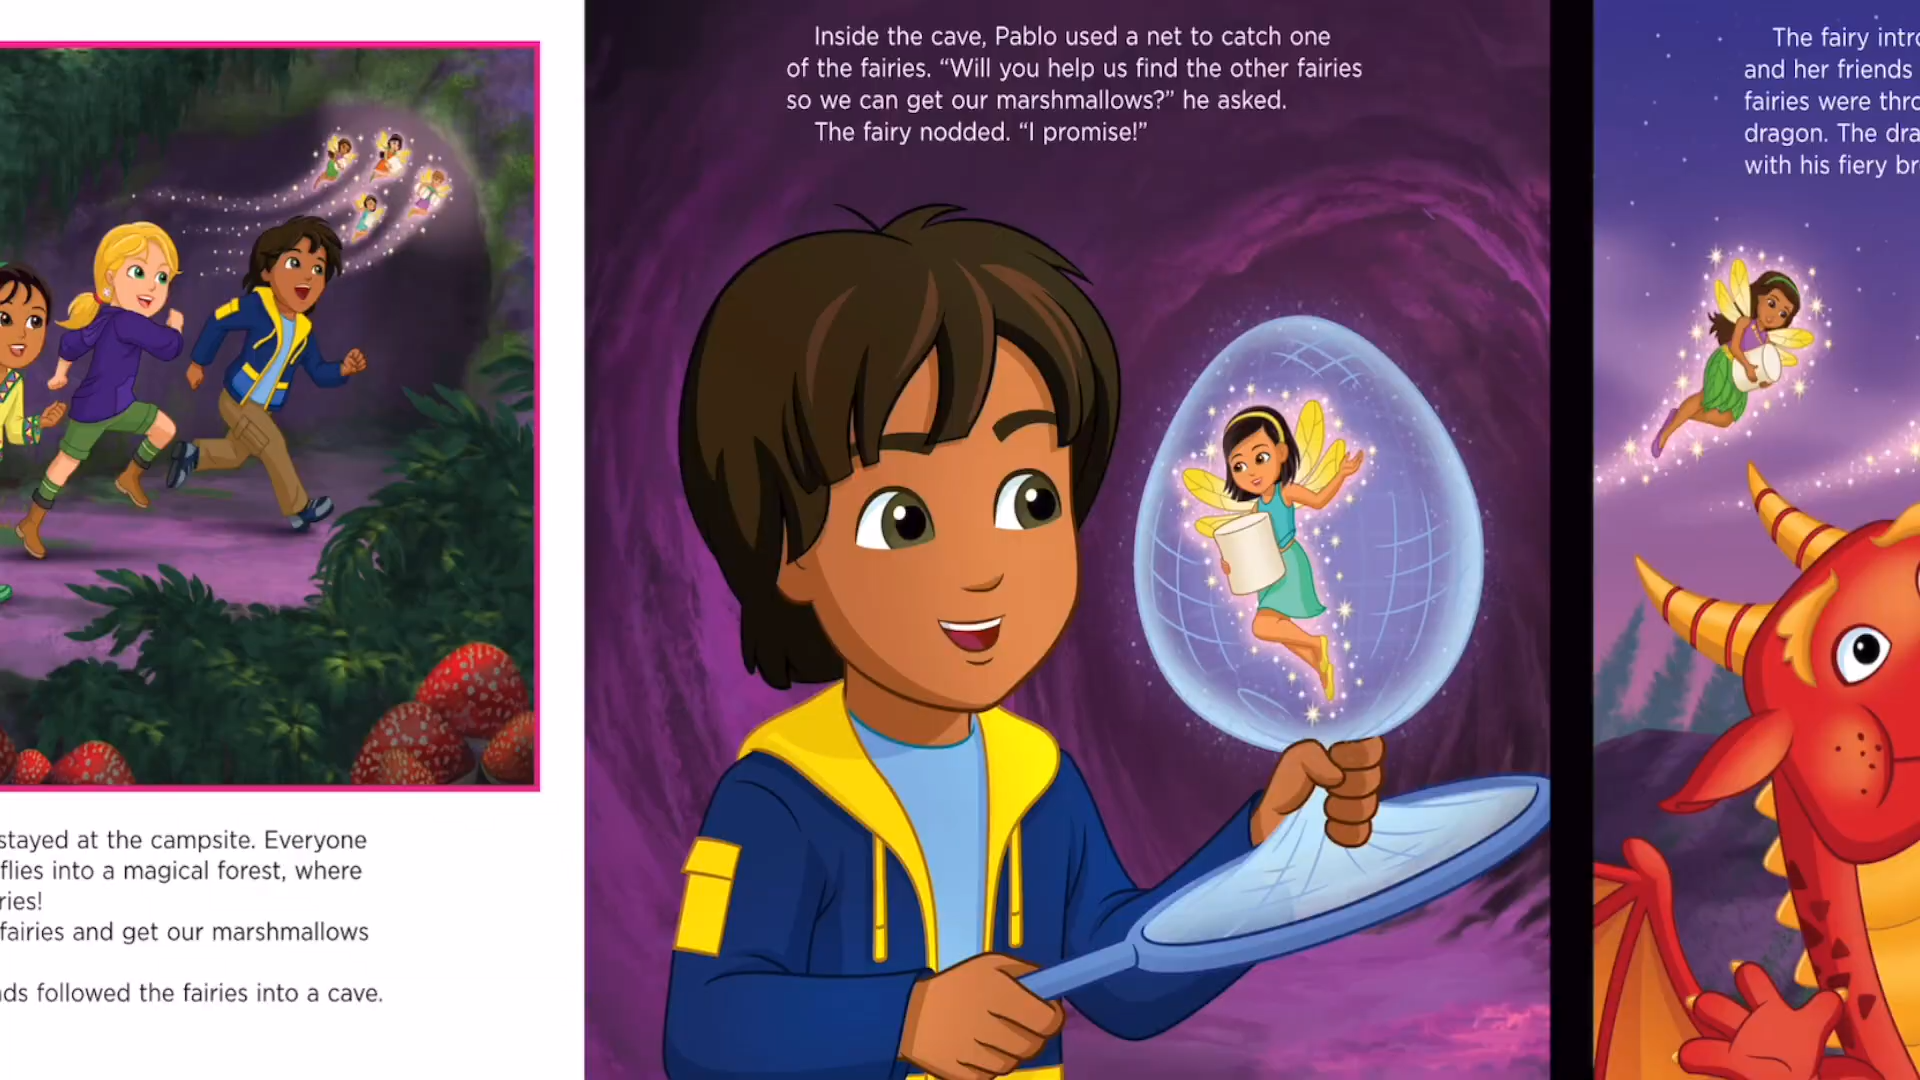 stayed at the campsite. Everyone
flies into a magical forest, where
ries!
fairies and get our marshmallows
ds followed the fairies into a cave.
Inside the cave, Pablo used a net to catch one
of the fairies. “Will you help us find the other fairies
so we can get our marshmallows?” he asked.
The fairy nodded. “I promise!”
The fairy intro
and her friends
fairies were thro
dragon. The dra
with his fiery br